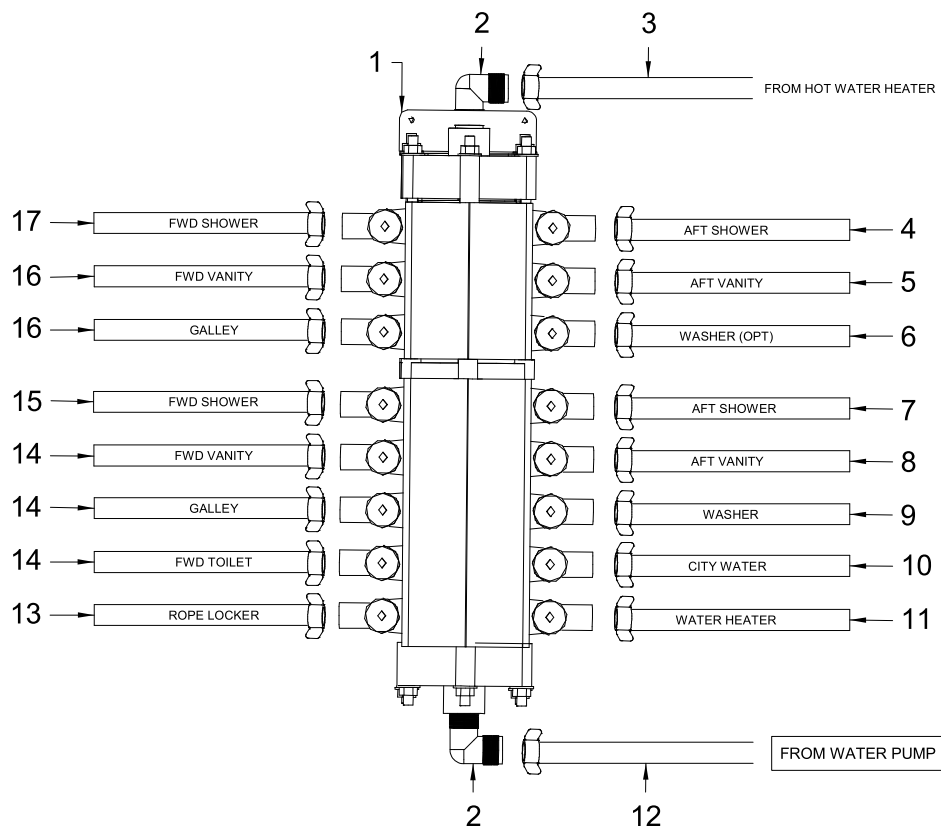 2 3
1
FROM HOT WATER HEATER
17 FWD SHOWER AFT SHOWER 4
16 FWD VANITY AFT VANITY 5
16 GALLEY WASHER (OPT) 6
15 FWD SHOWER AFT SHOWER 7
14 FWD VANITY AFT VANITY 8
14 GALLEY WASHER 9
14 FWD TOILET CITY WATER 10
13 ROPE LOCKER WATER HEATER 11
FROM WATER PUMP
2 12